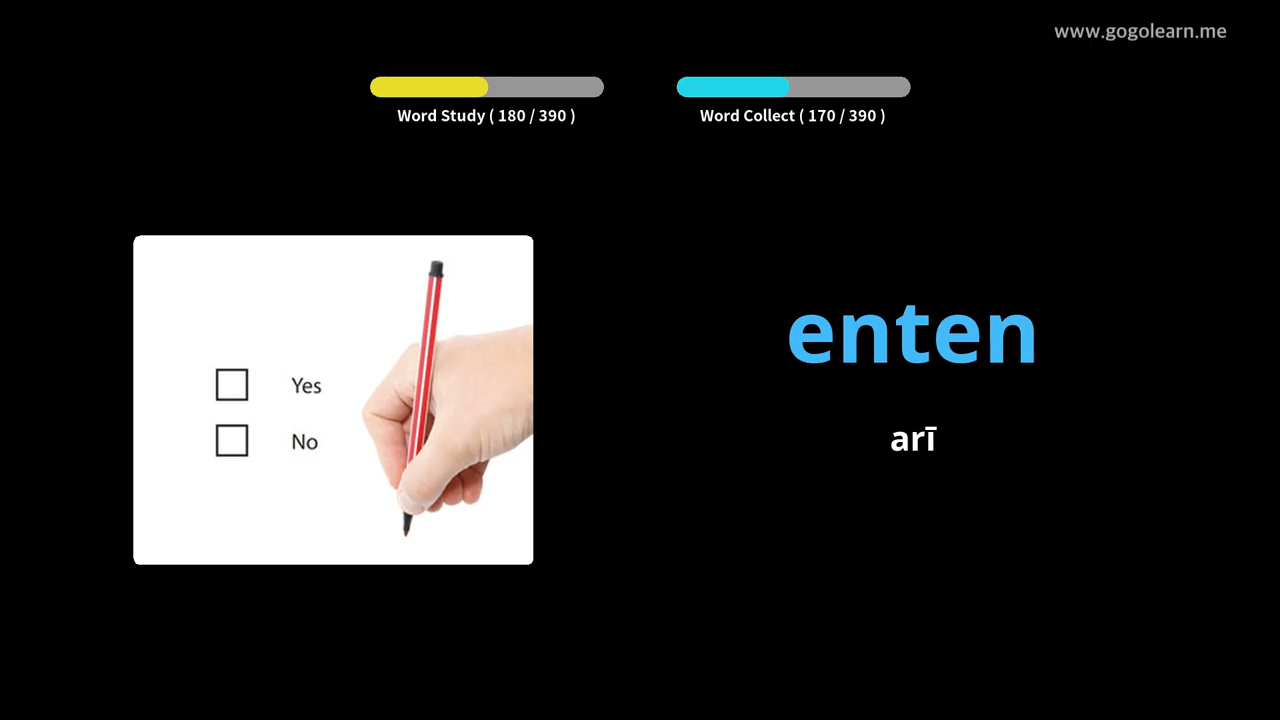 www.gogolearn.me
Word Study ( 180 / 390 )
Word Collect ( 170 / 390 )
Yes
No
enten
arī